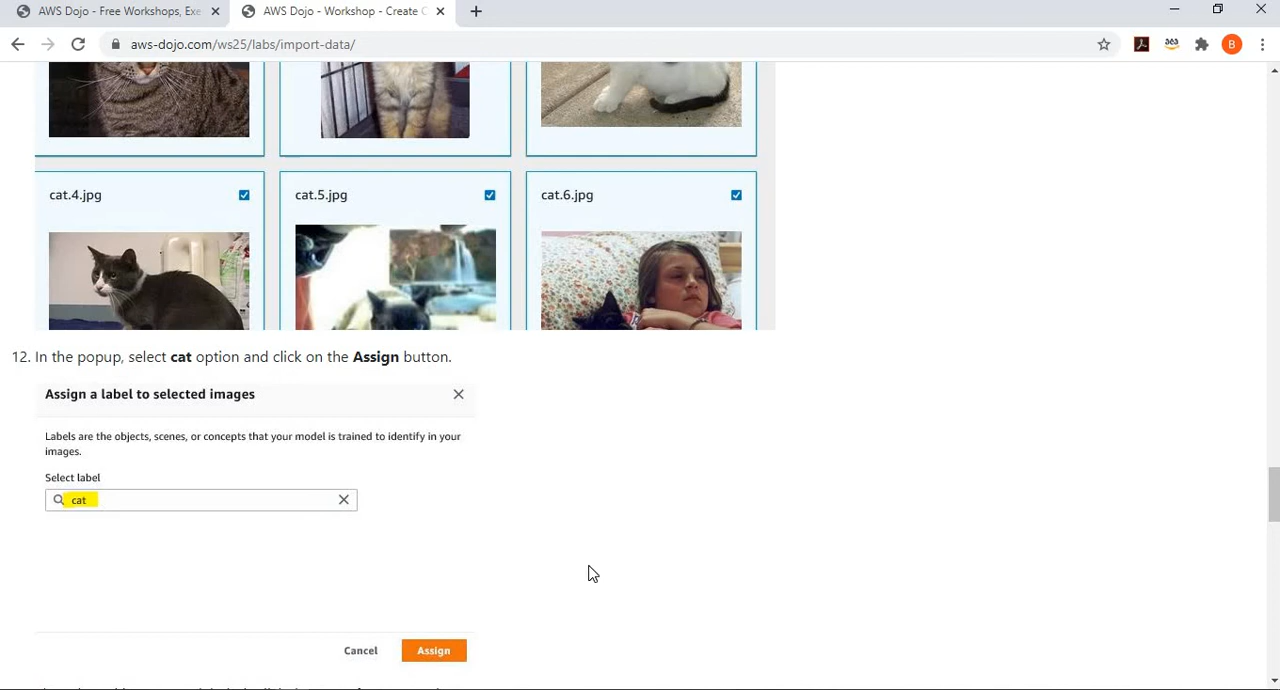 AWS Dojo - Free Workshops, Exe
AWS Dojo - Workshop - Create C
aws-dojo.com/ws25/labs/import-data/
B
cat.4.jpg
cat.5.jpg
cat.6.jpg
12. In the popup, select cat option and click on the Assign button.
Assign a label to selected images
Labels are the objects, scenes, or concepts that your model is trained to identify in your
images.
Select label
cat
Cancel
Assign